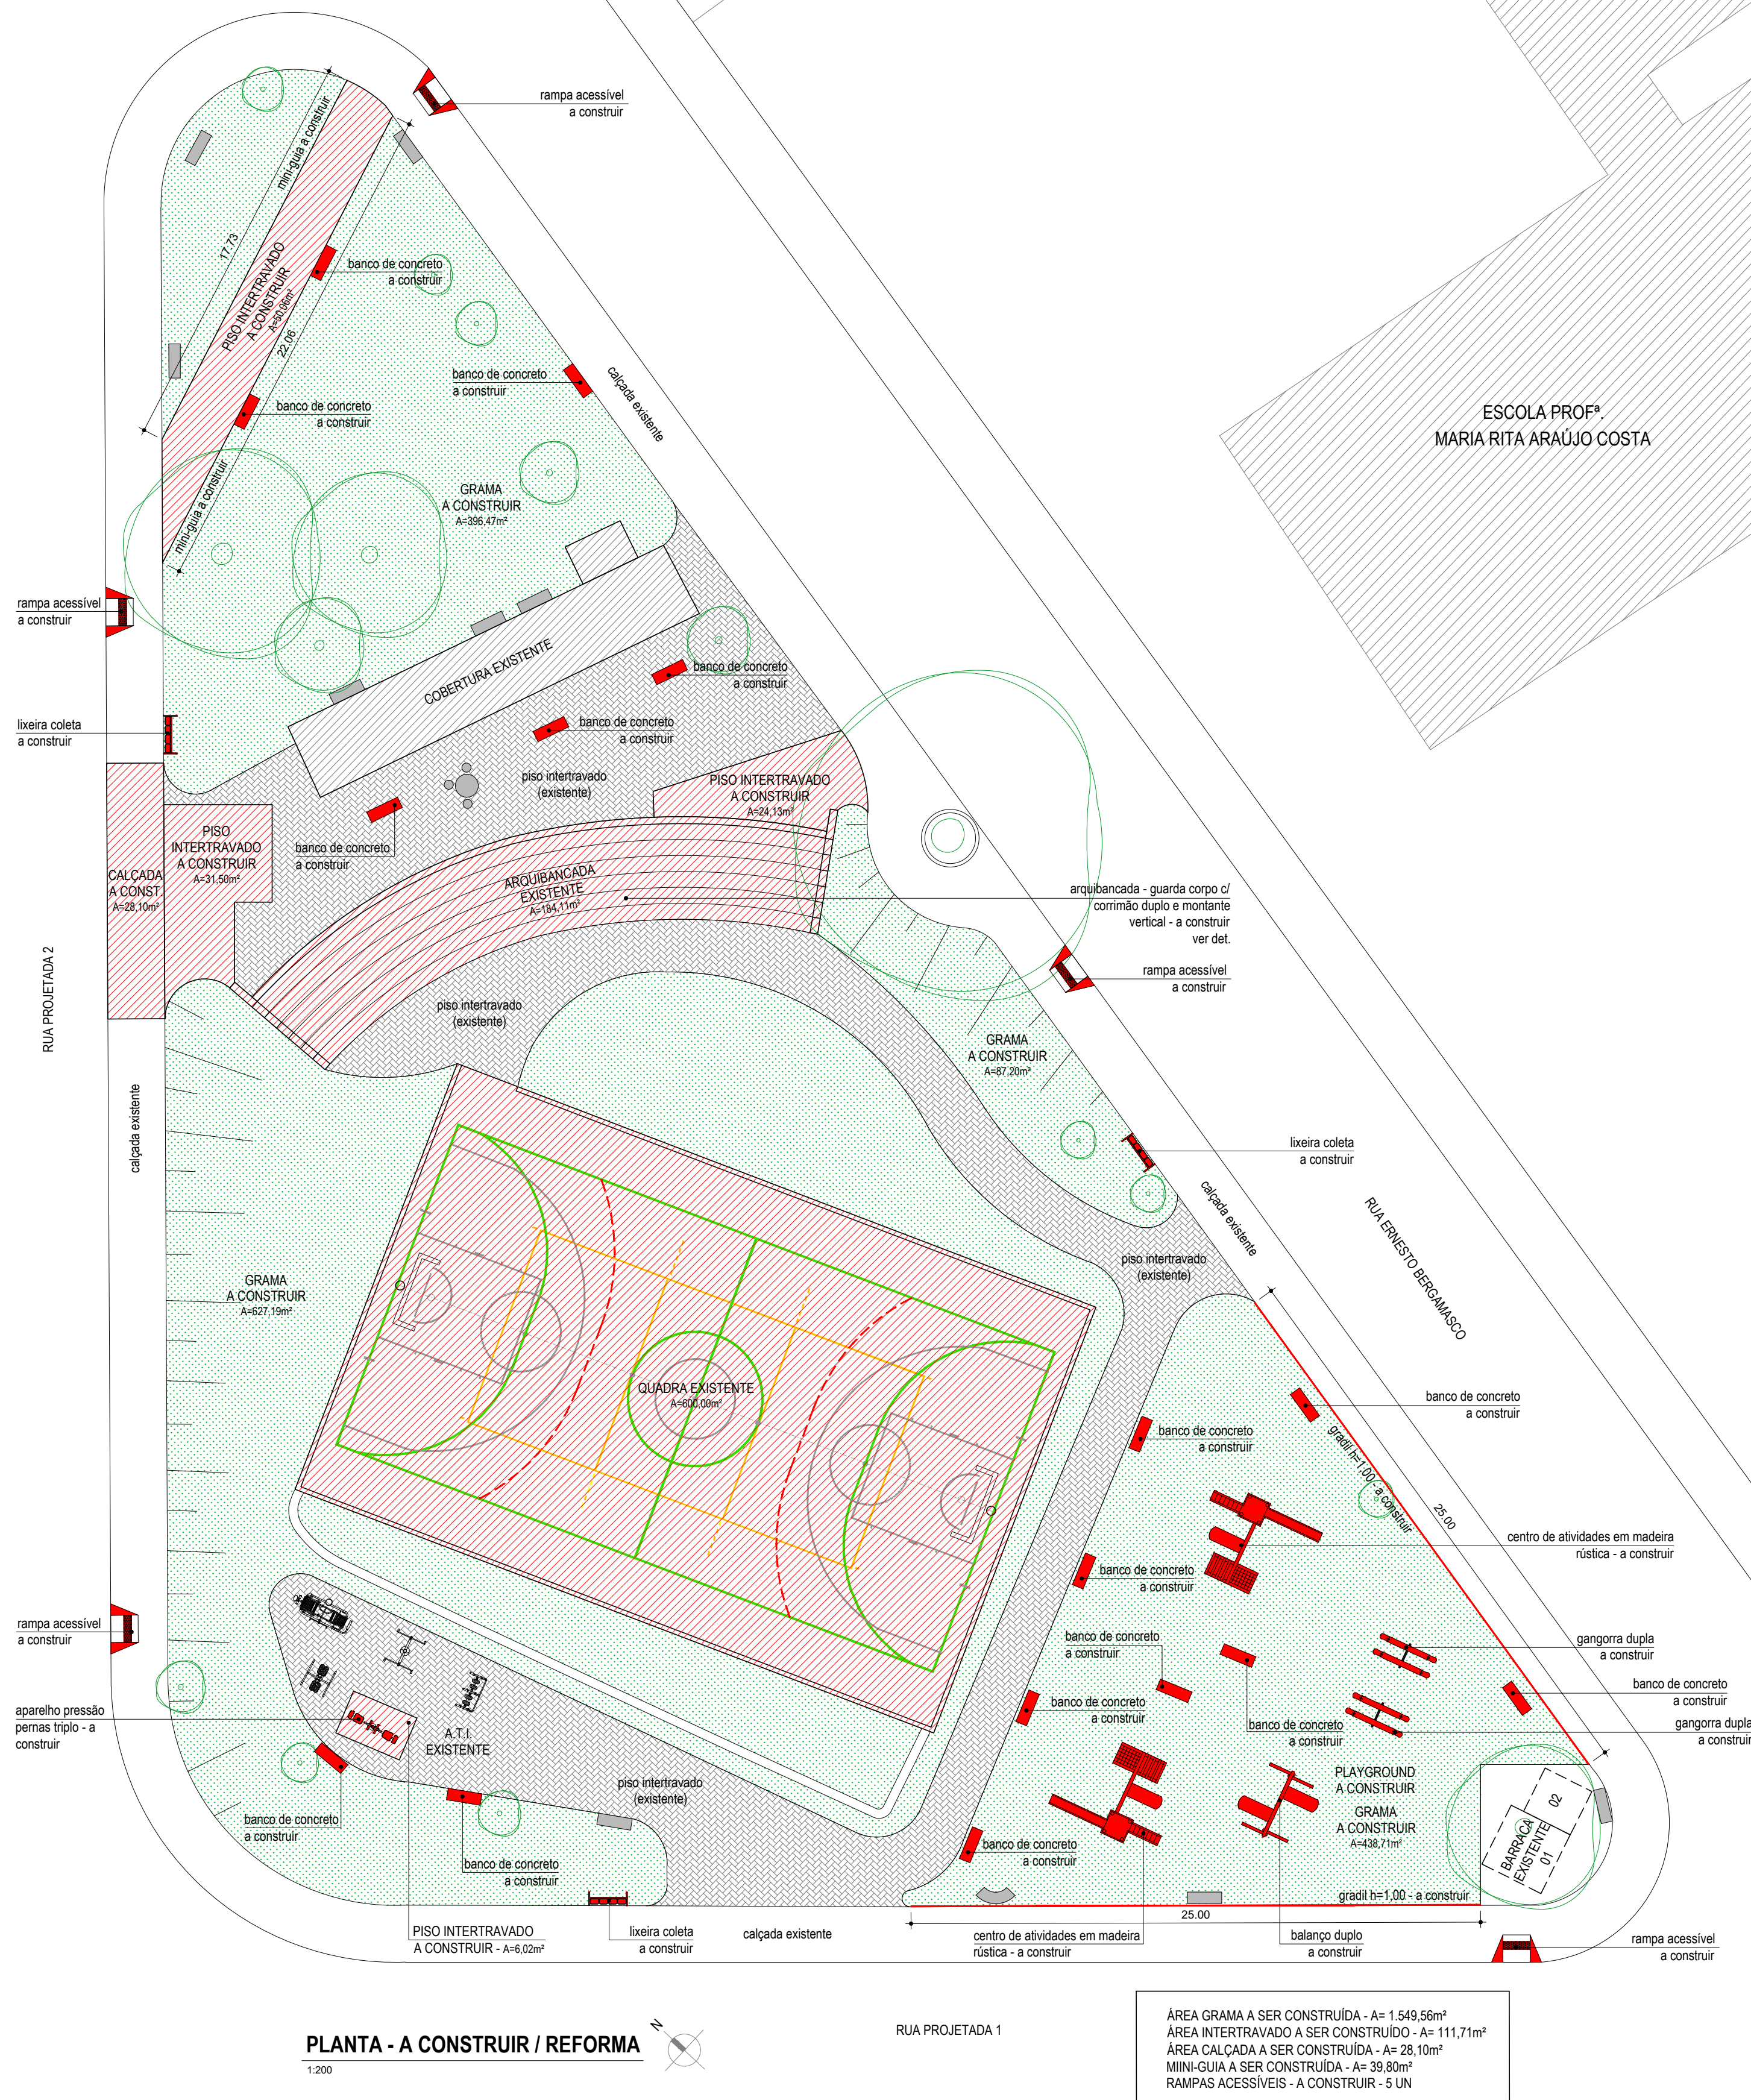 rampa acessível
a construir
mini-guia a construir
17.73
PISO INTERTRAVADO
A CONSTRUIR
A=50,06m²
22.06
banco de concreto
a construir
banco de concreto
a construir
calçada existente
banco de concreto
a construir
ESCOLA PROFª.
MARIA RITA ARAÚJO COSTA
mini-guia a construir
GRAMA
A CONSTRUIR
A=396,47m²
rampa acessível
a construir
COBERTURA EXISTENTE
banco de concreto
a construir
lixeira coleta
a construir
banco de concreto
a construir
piso intertravado
(existente)
PISO INTERTRAVADO
A CONSTRUIR
A=24,13m²
PISO
INTERTRAVADO
A CONSTRUIR
A=31,50m²
banco de concreto
a construir
CALÇADA
A CONST.
A=28,10m²
ARQUIBANCADA
EXISTENTE
A=184,11m²
arquibancada - guarda corpo c/
corrimão duplo e montante
vertical - a construir
ver det.
rampa acessível
a construir
RUA PROJETADA 2
piso intertravado
(existente)
GRAMA
A CONSTRUIR
A=87,20m²
calçada existente
lixeira coleta
a construir
calçada existente
RUA ERNESTO BERGAMASCO
piso intertravado
(existente)
GRAMA
A CONSTRUIR
A=627,19m²
QUADRA EXISTENTE
A=600,00m²
banco de concreto
a construir
banco de concreto
a construir
gradil h=1,00 - a construir
25.00
centro de atividades em madeira
rústica - a construir
banco de concreto
a construir
rampa acessível
a construir
banco de concreto
a construir
gangorra dupla
a construir
banco de concreto
a construir
banco de concreto
a construir
aparelho pressão
pernas triplo - a
construir
A.T.I.
EXISTENTE
banco de concreto
a construir
gangorra dupla
a construir
piso intertravado
(existente)
PLAYGROUND
A CONSTRUIR
GRAMA
A CONSTRUIR
A=438,71m²
BARRACA
EXISTENTE
01
02
banco de concreto
a construir
banco de concreto
a construir
banco de concreto
a construir
gradil h=1,00 - a construir
25.00
PISO INTERTRAVADO
A CONSTRUIR - A=6,02m²
lixeira coleta
a construir
calçada existente
centro de atividades em madeira
rústica - a construir
balanço duplo
a construir
rampa acessível
a construir
PLANTA - A CONSTRUIR / REFORMA
1:200
N
RUA PROJETADA 1
ÁREA GRAMA A SER CONSTRUÍDA - A= 1.549,56m²
ÁREA INTERTRAVADO A SER CONSTRUÍDO - A= 111,71m²
ÁREA CALÇADA A SER CONSTRUÍDA - A= 28,10m²
MIINI-GUIA A SER CONSTRUÍDA - A= 39,80m²
RAMPAS ACESSÍVEIS - A CONSTRUIR - 5 UN